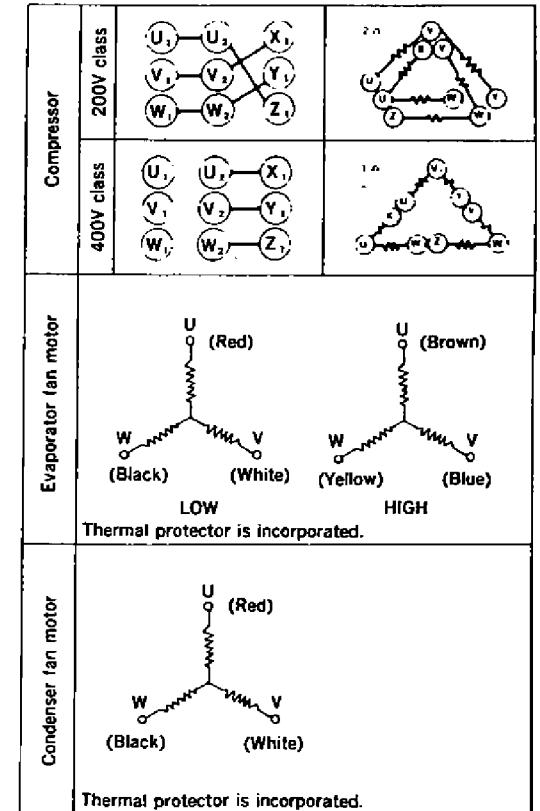 Compressor
200V class
U₁ U₂ X₁
V₁ V₂ Y₁
W₁ W₂ Z₁
2 Δ
400V class
U₁ U₂ X₁
V₁ V₂ Y₁
W₁ W₂ Z₁
1 Δ
Evaporator fan motor
U
(Red)
W
V
(Black)
(White)
LOW
U
(Brown)
W
V
(Yellow)
(Blue)
HIGH
Thermal protector is incorporated.
Condenser fan motor
U
(Red)
W
V
(Black)
(White)
Thermal protector is incorporated.